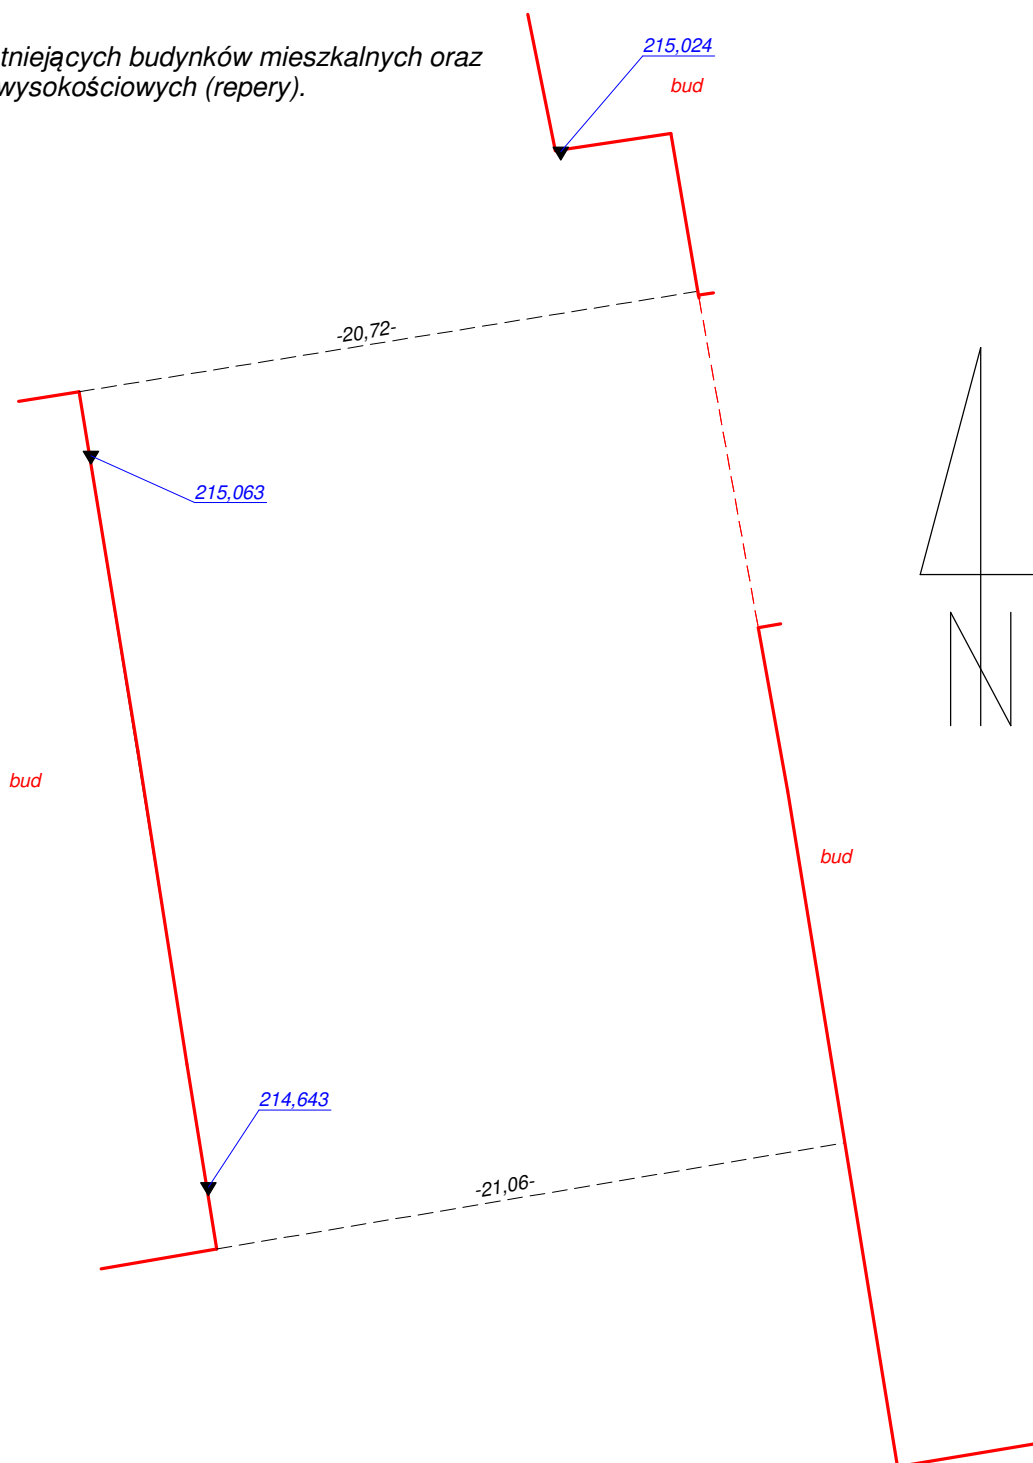 tniejących budynków mieszkalnych oraz
wysokościowych (repery).
215,024
bud
-20,72-
215,063
bud
bud
214,643
-21,06-
N